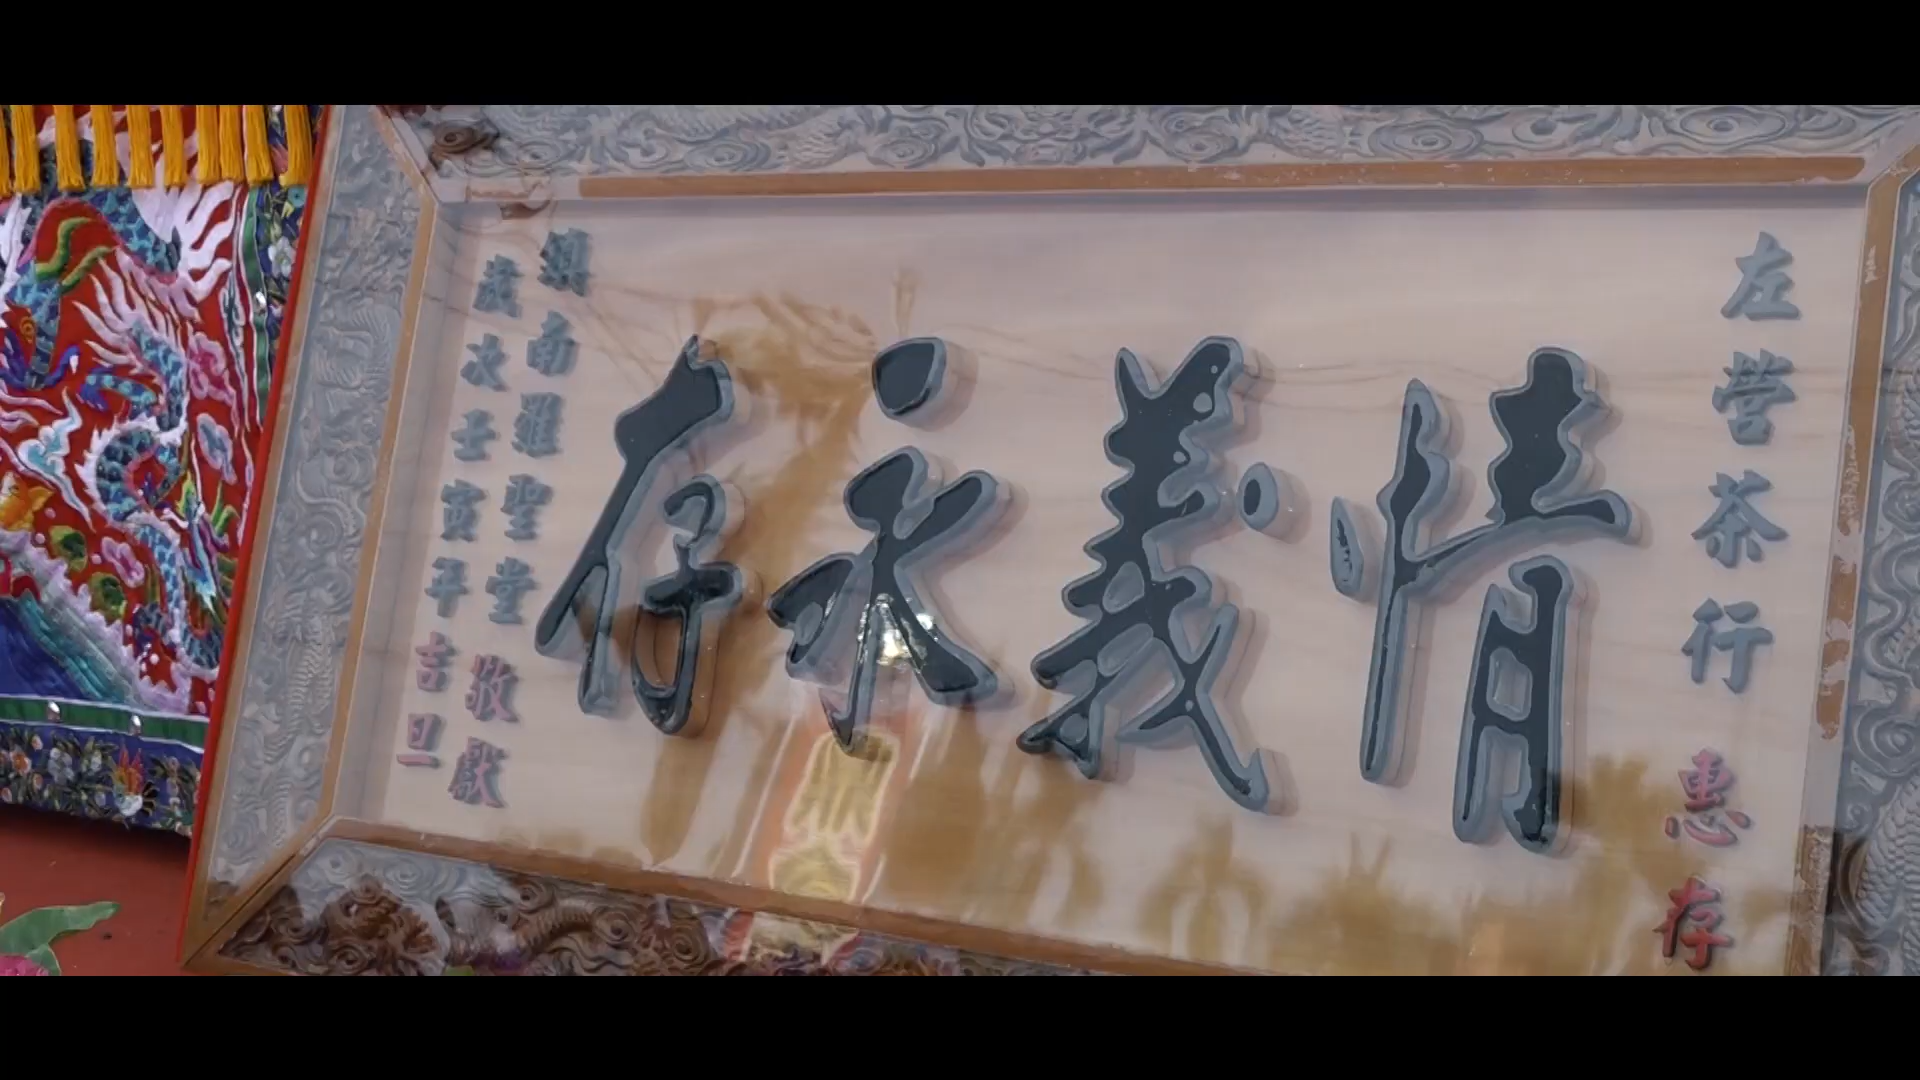 左營茶行 惠存
情義永存
鎮南羅聖堂 敬獻
歲次壬寅年 吉旦